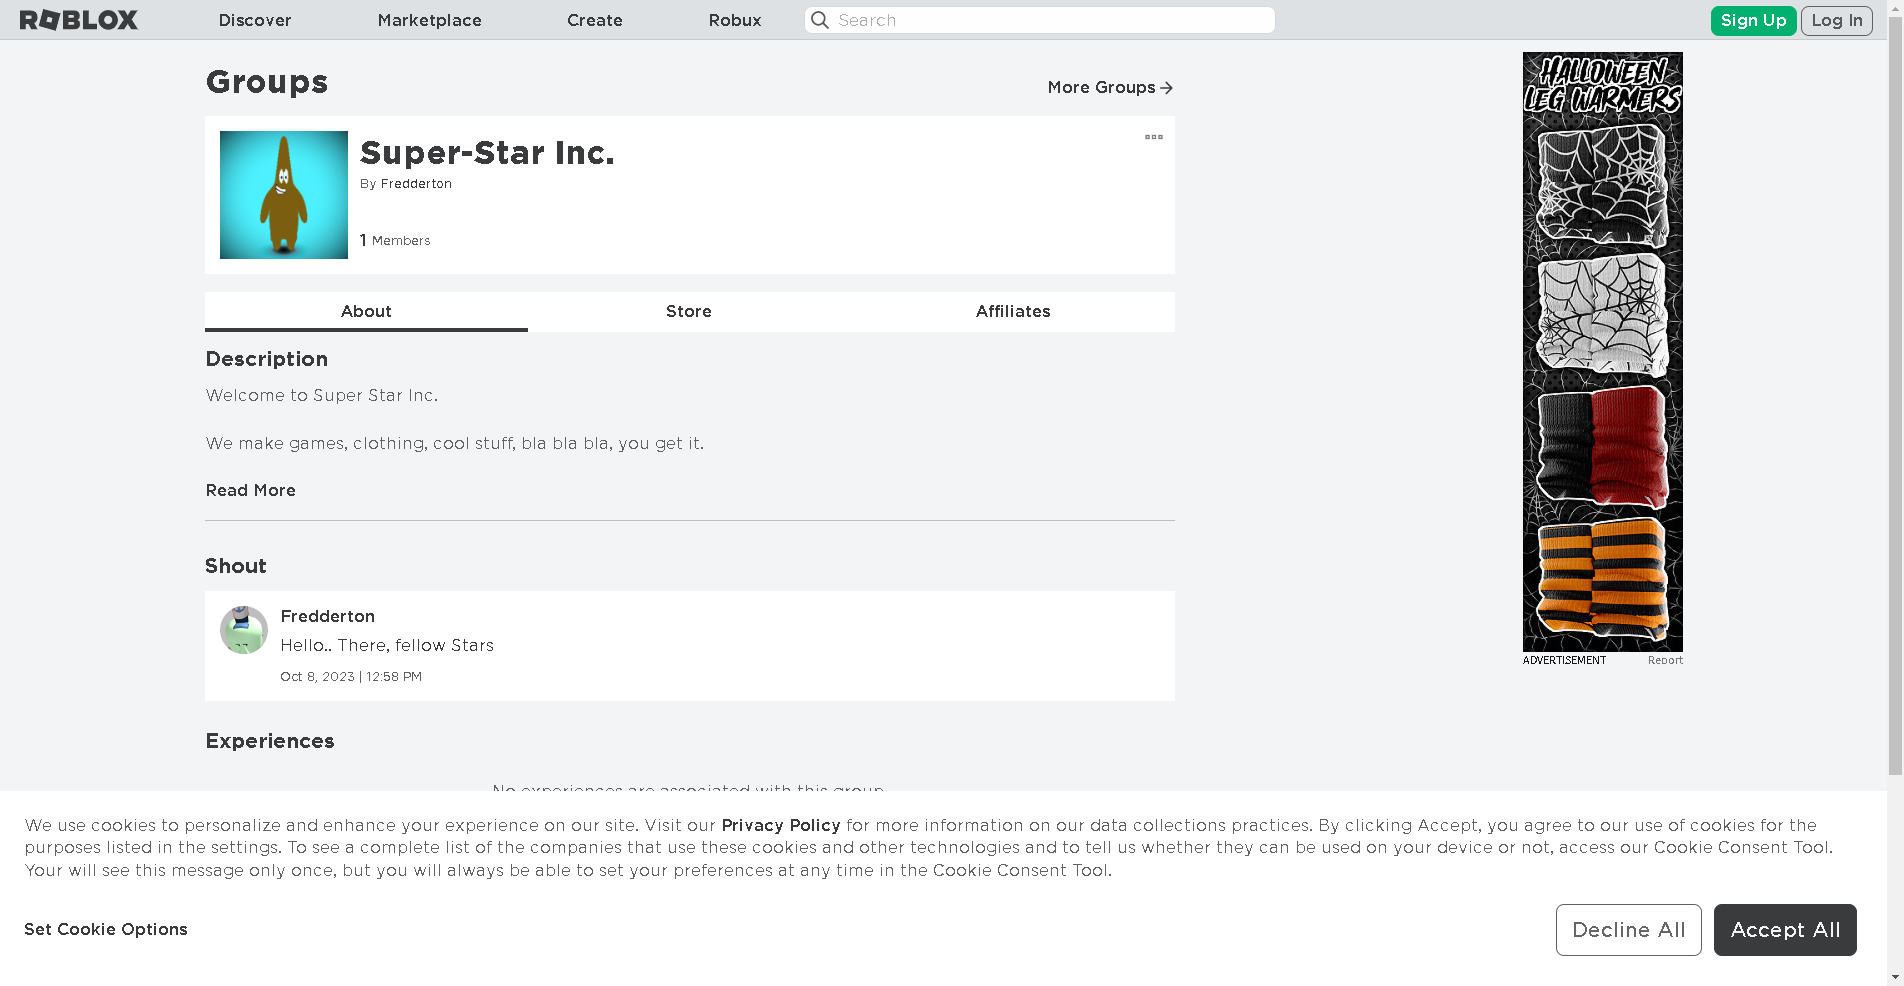 ROBLOX
Discover
Marketplace
Create
Robux
Search
Sign Up
Log In
Groups
More Groups
Super-Star Inc.
By Fredderton
1 Members
About
Store
Affiliates
Description
Welcome to Super Star Inc.
We make games, clothing, cool stuff, bla bla bla, you get it.
Read More
Shout
Fredderton
Hello.. There, fellow Stars
Oct 8, 2023 | 12:58 PM
Experiences
No experiences are associated with this group
HALLOWEEN
LEG WARMERS
ADVERTISEMENT
Report
We use cookies to personalize and enhance your experience on our site. Visit our Privacy Policy for more information on our data collections practices. By clicking Accept, you agree to our use of cookies for the
purposes listed in the settings. To see a complete list of the companies that use these cookies and other technologies and to tell us whether they can be used on your device or not, access our Cookie Consent Tool.
Your will see this message only once, but you will always be able to set your preferences at any time in the Cookie Consent Tool.
Set Cookie Options
Decline All
Accept All